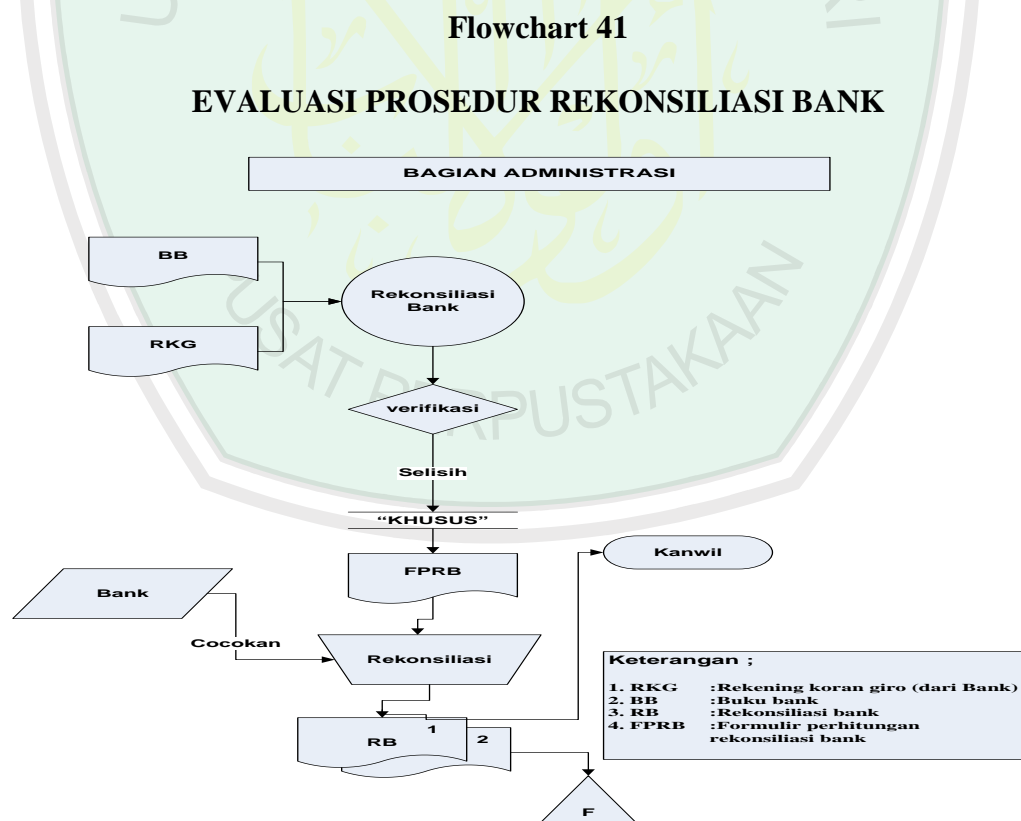 Flowchart 41
EVALUASI PROSEDUR REKONSILIASI BANK
BAGIAN ADMINISTRASI
BB
RKG
Rekonsiliasi
Bank
verifikasi
Selisih
“KHUSUS”
FPRB
Kanwil
Bank
Cocokan
Rekonsiliasi
RB
1
2
F
Keterangan ;
1. RKG :Rekening koran giro (dari Bank)
2. BB :Buku bank
3. RB :Rekonsiliasi bank
4. FPRB :Formulir perhitungan
rekonsiliasi bank
USAT PERPUSTAKAAN